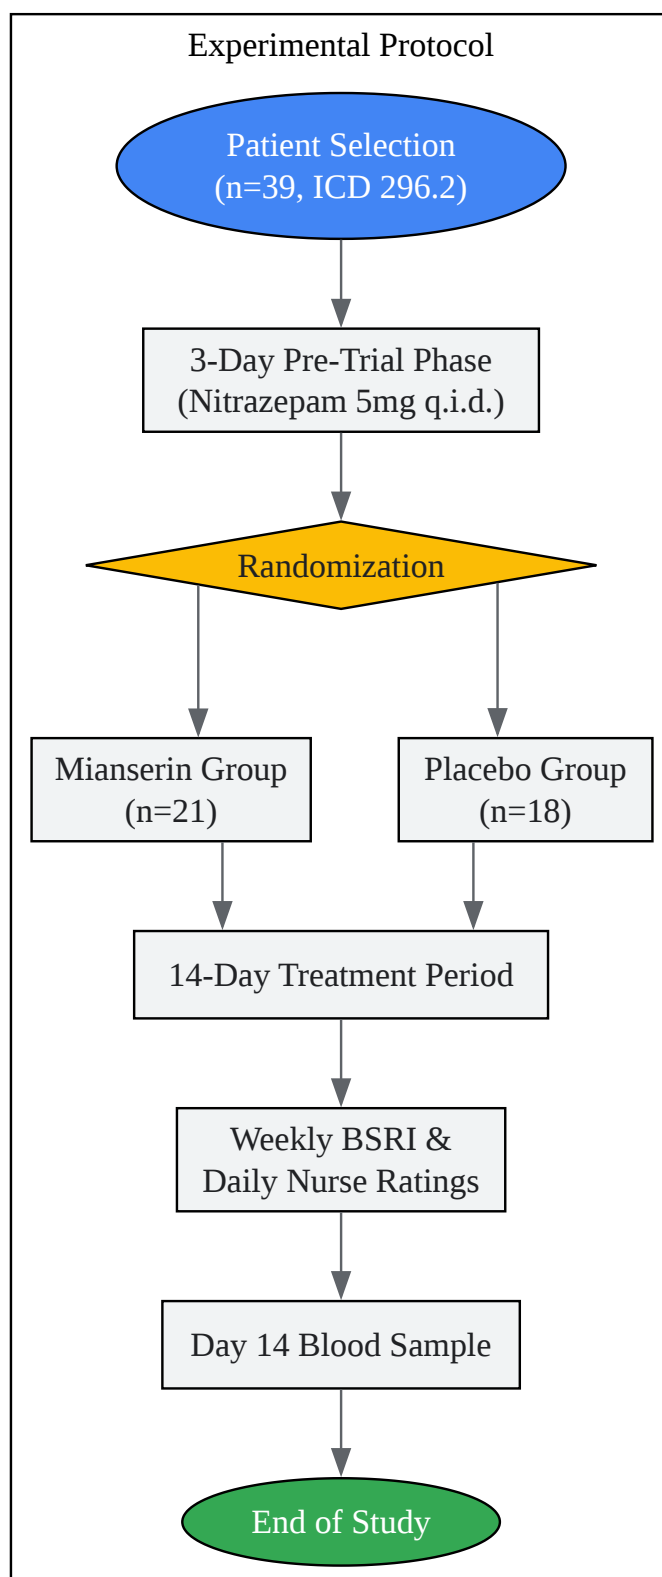 Experimental Protocol
Patient Selection
(n=39, ICD 296.2)
3-Day Pre-Trial Phase
(Nitrazepam 5mg q.i.d.)
Randomization
Mianserin Group
(n=21)
Placebo Group
(n=18)
14-Day Treatment Period
Weekly BSRI &
Daily Nurse Ratings
Day 14 Blood Sample
End of Study